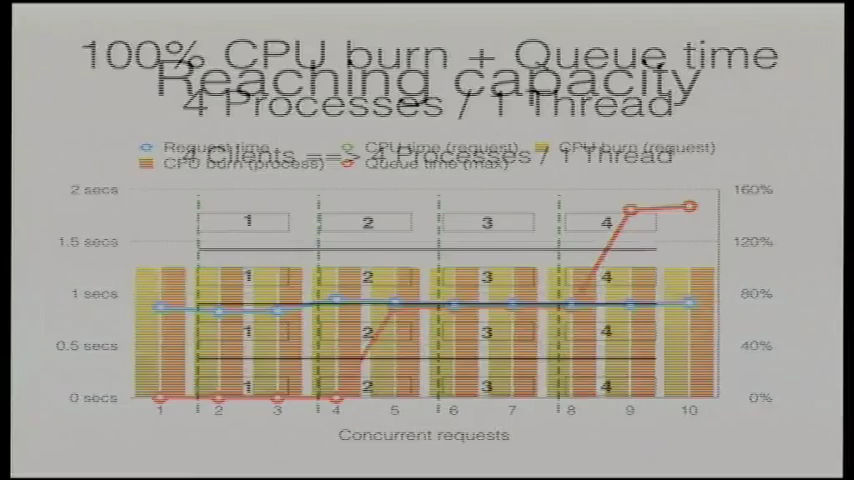 100% CPU burn + Queue time
Reaching capacity
4 Processes / 1 Thread
4 Clients ==> 4 Processes / 1 Thread
Request time CPU time (request) CPU burn (request)
CPU burn (process) Queue time (max)
2 secs 160%
1 2 3 4
1.5 secs 120%
1 2 3 4
1 secs 80%
1 2 3 4
0.5 secs 40%
1 2 3 4
0 secs 0%
1 2 3 4 5 6 7 8 9 10
Concurrent requests